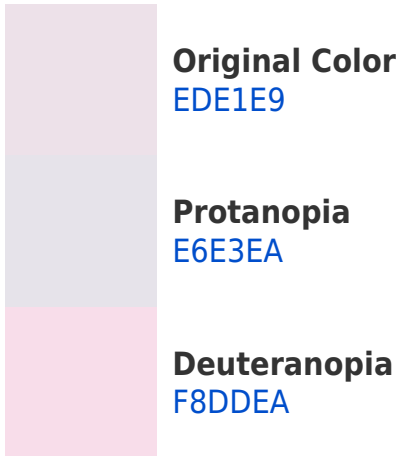 Original Color
EDE1E9
Protanopia
E6E3EA
Deuteranopia
F8DDEA